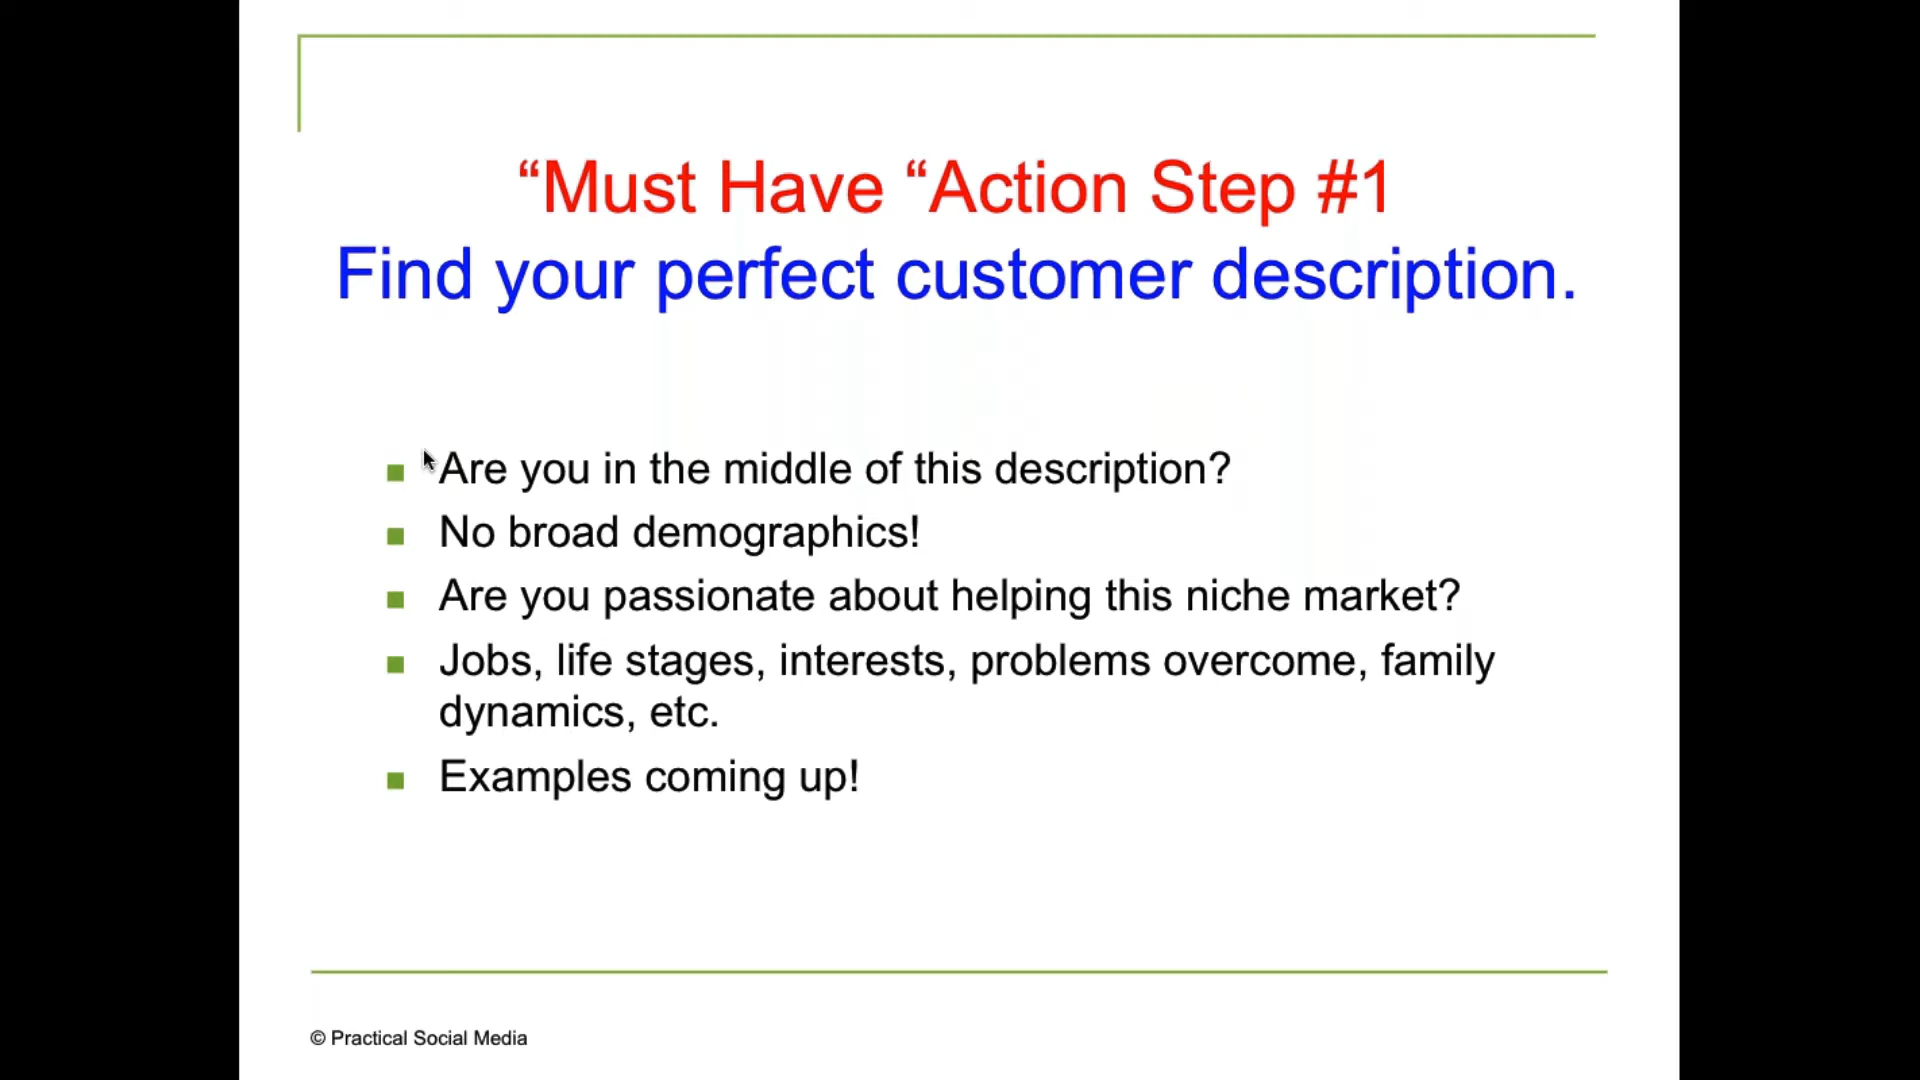 “Must Have “Action Step #1
Find your perfect customer description.
Are you in the middle of this description?
No broad demographics!
Are you passionate about helping this niche market?
Jobs, life stages, interests, problems overcome, family
dynamics, etc.
Examples coming up!
© Practical Social Media